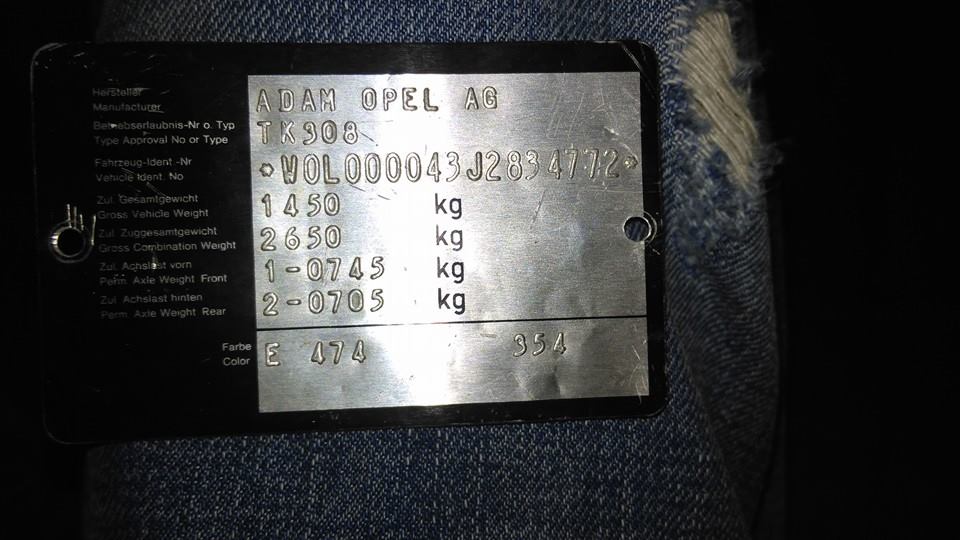 Hersteller
Manufacturer
ADAM OPEL AG
Betriebserlaubnis-Nr o. Typ
Type Approval No or Type
TK308
Fahrzeug-Ident.-Nr
Vehicle Ident. No
W0L000043J2834772
Zul. Gesamtgewicht
Gross Vehicle Weight
1450 kg
Zul. Zuggesamtgewicht
Gross Combination Weight
2650 kg
Zul. Achslast vorn
Perm. Axle Weight Front
1-0745 kg
Zul. Achslast hinten
Perm. Axle Weight Rear
2-0705 kg
Farbe
Color
E 474 354